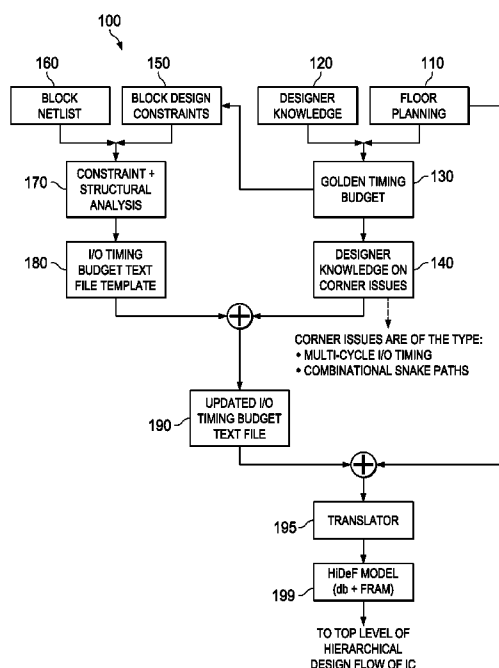 100
160
150
120
110
BLOCK
NETLIST
BLOCK DESIGN
CONSTRAINTS
DESIGNER
KNOWLEDGE
FLOOR
PLANNING
170
CONSTRAINT +
STRUCTURAL
ANALYSIS
GOLDEN TIMING
BUDGET
130
180
I/O TIMING
BUDGET TEXT
FILE TEMPLATE
DESIGNER
KNOWLEDGE ON
CORNER ISSUES
140
CORNER ISSUES ARE OF THE TYPE:
• MULTI-CYCLE I/O TIMING
• COMBINATIONAL SNAKE PATHS
190
UPDATED I/O
TIMING BUDGET
TEXT FILE
195
TRANSLATOR
199
HiDeF MODEL
(db + FRAM)
TO TOP LEVEL OF
HIERARCHICAL
DESIGN FLOW OF IC